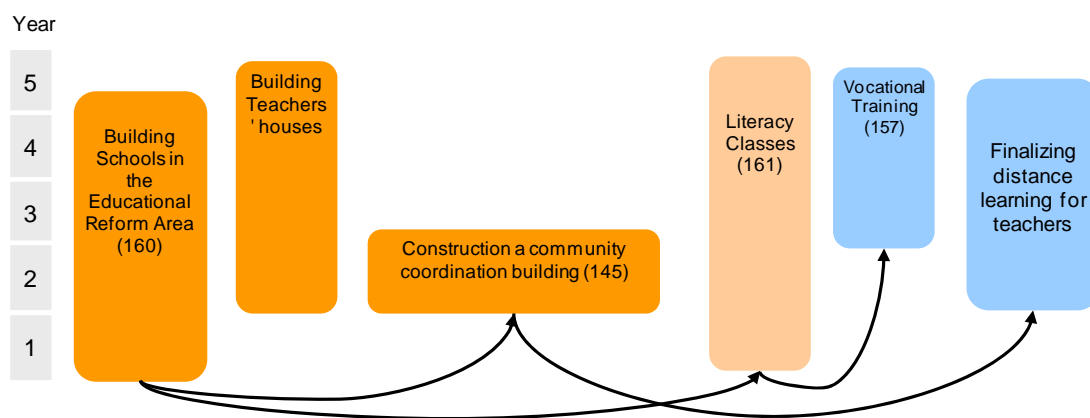 Year
5
4
3
2
1
Building
Schools in
the
Educational
Reform Area
(160)
Building
Teachers
' houses
Construction a community
coordination building (145)
Literacy
Classes
(161)
Vocational
Training
(157)
Finalizing
distance
learning for
teachers